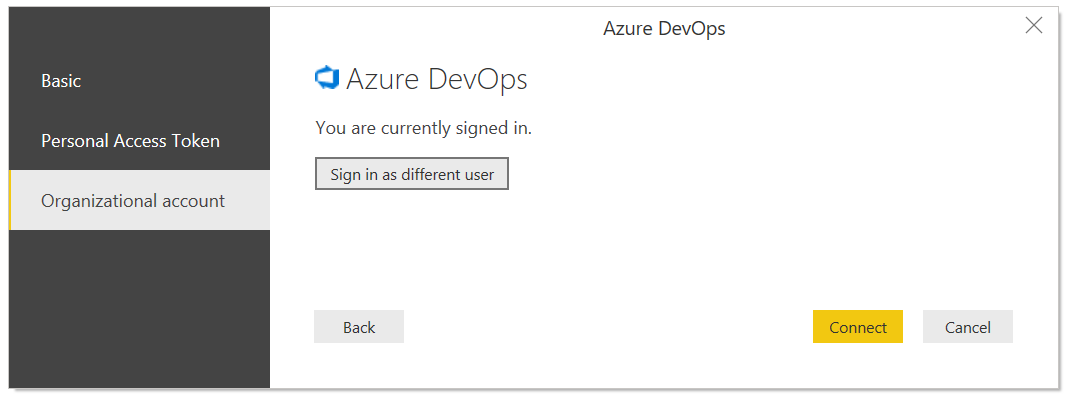 Azure DevOps
Basic
Personal Access Token
Organizational account
Azure DevOps
You are currently signed in.
Sign in as different user
Back
Connect
Cancel